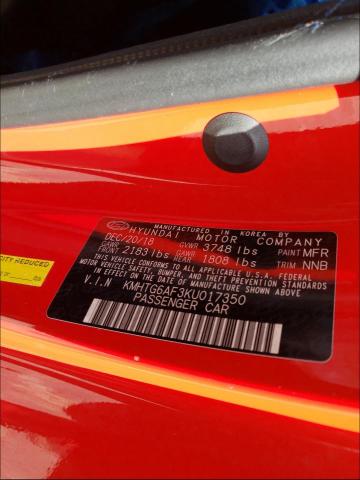 MANUFACTURED IN KOREA BY
HYUNDAI MOTOR COMPANY
DEC/20/18 GVWR 3748 lbs PAINT MFR
GAWR FRONT 2183 lbs GAWR REAR 1808 lbs TRIM NNB
THIS VEHICLE CONFORMS TO ALL APPLICABLE U.S.A. FEDERAL
MOTOR VEHICLE SAFETY, BUMPER, AND THEFT PREVENTION STANDARDS
IN EFFECT ON THE DATE OF MANUFACTURE SHOWN ABOVE.
V.I.N KMHTG6AF3KU017350
PASSENGER CAR
CITY REDUCED